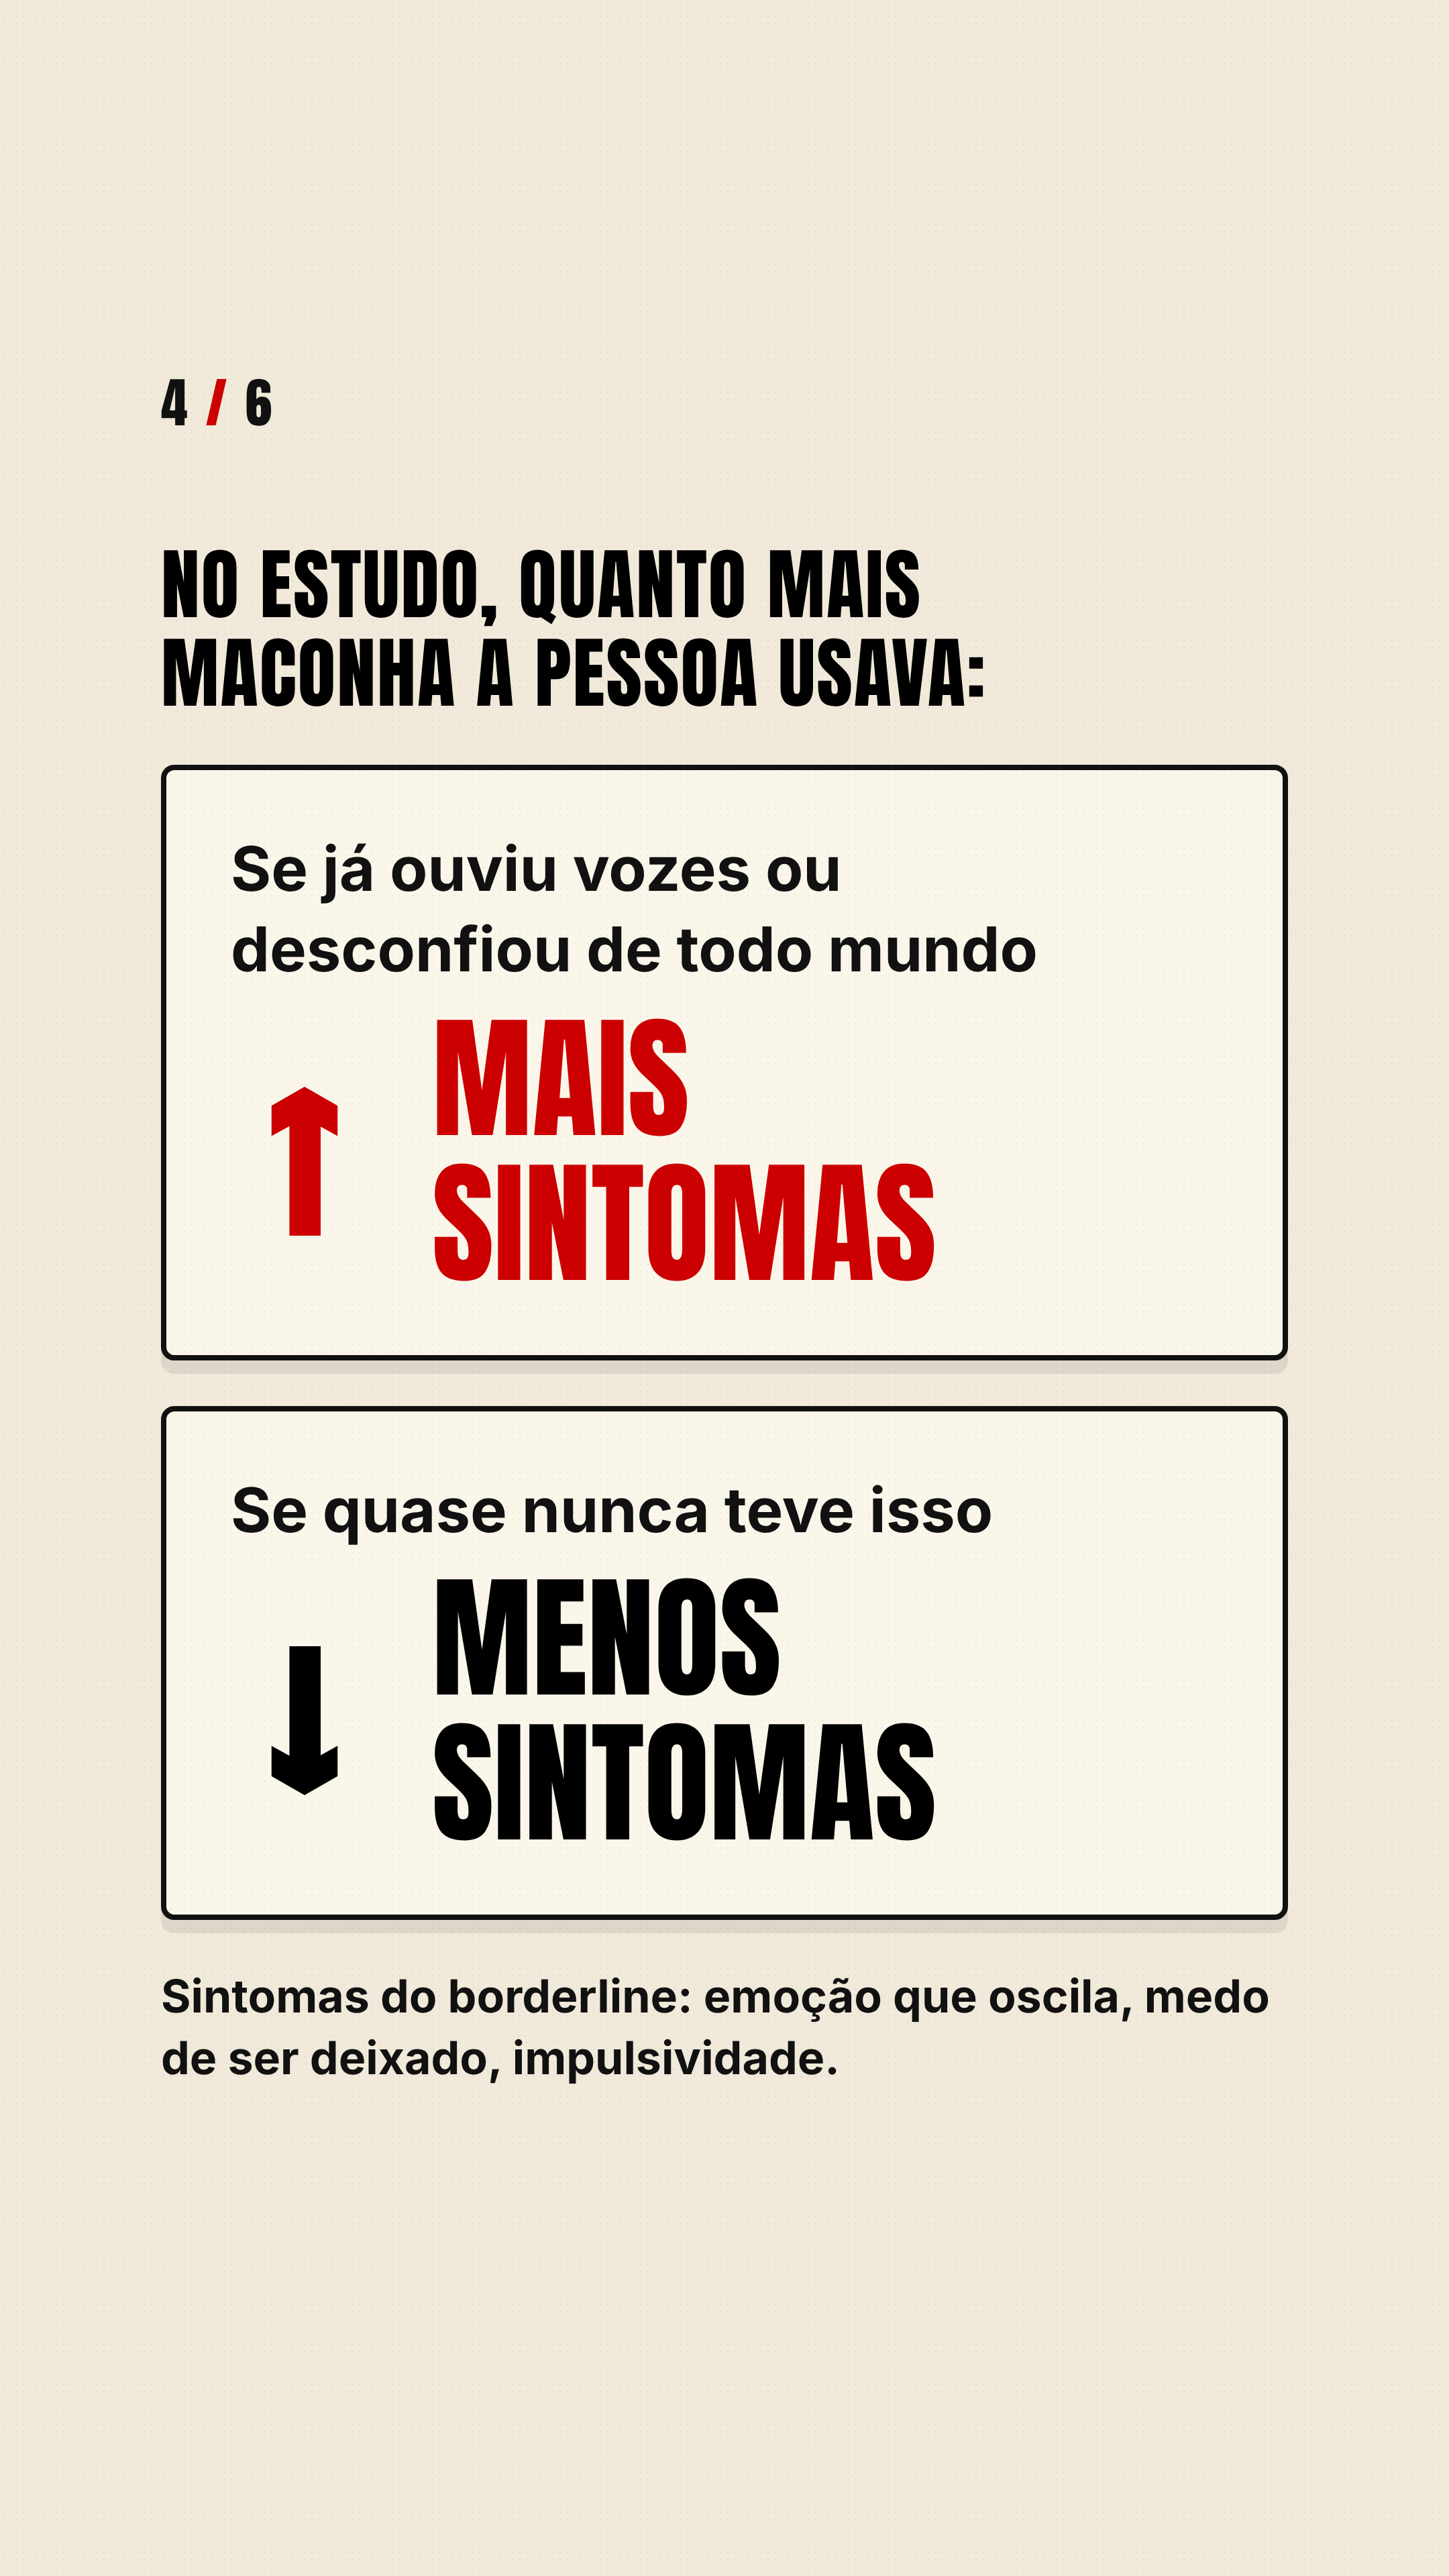 4 / 6
NO ESTUDO, QUANTO MAIS
MACONHA A PESSOA USAVA:
Se já ouviu vozes ou
desconfiou de todo mundo
↑ MAIS
SINTOMAS
Se quase nunca teve isso
↓ MENOS
SINTOMAS
Sintomas do borderline: emoção que oscila, medo
de ser deixado, impulsividade.